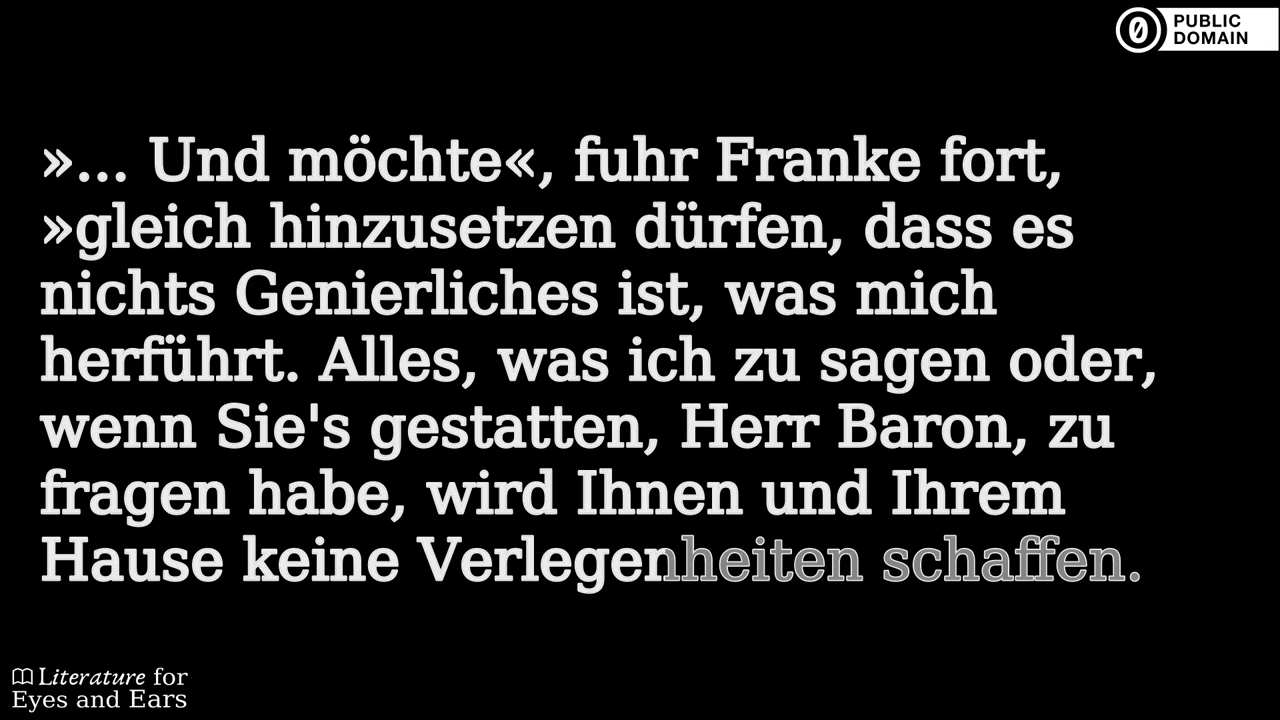 PUBLIC
DOMAIN
»... Und möchte«, fuhr Franke fort,
»gleich hinzusetzen dürfen, dass es
nichts Genierliches ist, was mich
herführt. Alles, was ich zu sagen oder,
wenn Sie's gestatten, Herr Baron, zu
fragen habe, wird Ihnen und Ihrem
Hause keine Verlegenheiten schaffen.
Literature for
Eyes and Ears